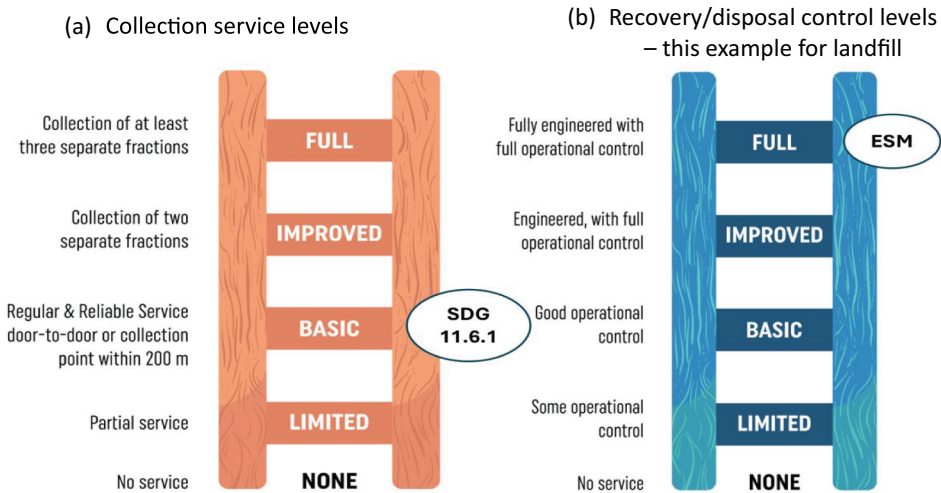 (a) Collection service levels
Collection of at least
three separate fractions
FULL
Collection of two
separate fractions
IMPROVED
Regular & Reliable Service
door-to-door or collection
point within 200 m
BASIC
SDG
11.6.1
Partial service
LIMITED
No service
NONE
(b) Recovery/disposal control levels
– this example for landfill
Fully engineered with
full operational control
FULL
ESM
Engineered, with full
operational control
IMPROVED
Good operational
control
BASIC
Some operational
control
LIMITED
No service
NONE